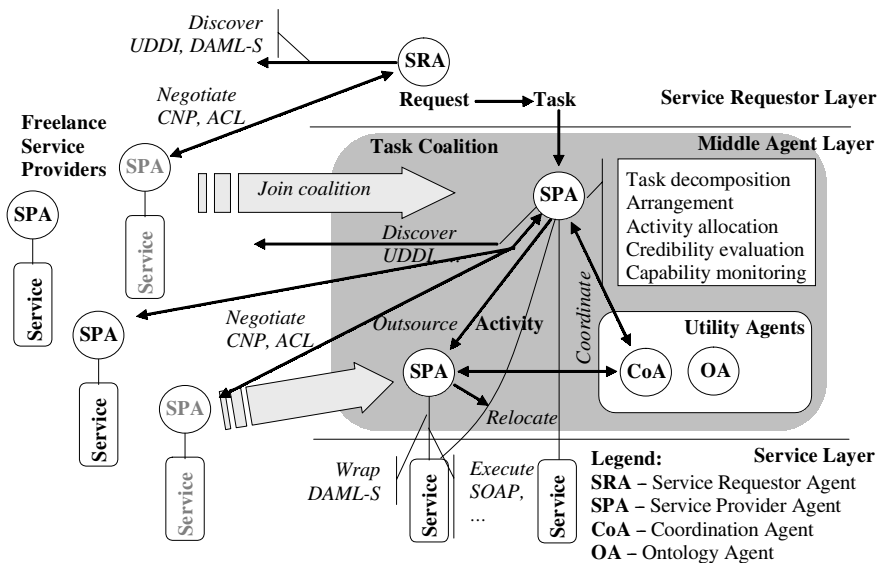 Discover
UDDI, DAML-S
SRA
Request
Task
Service Requestor Layer
Negotiate
CNP, ACL
Freelance
Service
Providers
Task Coalition
Middle Agent Layer
SPA
Join coalition
SPA
Task decomposition
Arrangement
Activity allocation
Credibility evaluation
Capability monitoring
SPA
Service
Service
Discover
UDDI, ...
Coordinate
SPA
Negotiate
CNP, ACL
Outsource
Activity
Utility Agents
SPA
CoA
OA
Service
SPA
Relocate
Service
Wrap
DAML-S
Service
Execute
SOAP,
...
Service
Service Layer
Legend:
SRA – Service Requestor Agent
SPA – Service Provider Agent
CoA – Coordination Agent
OA – Ontology Agent